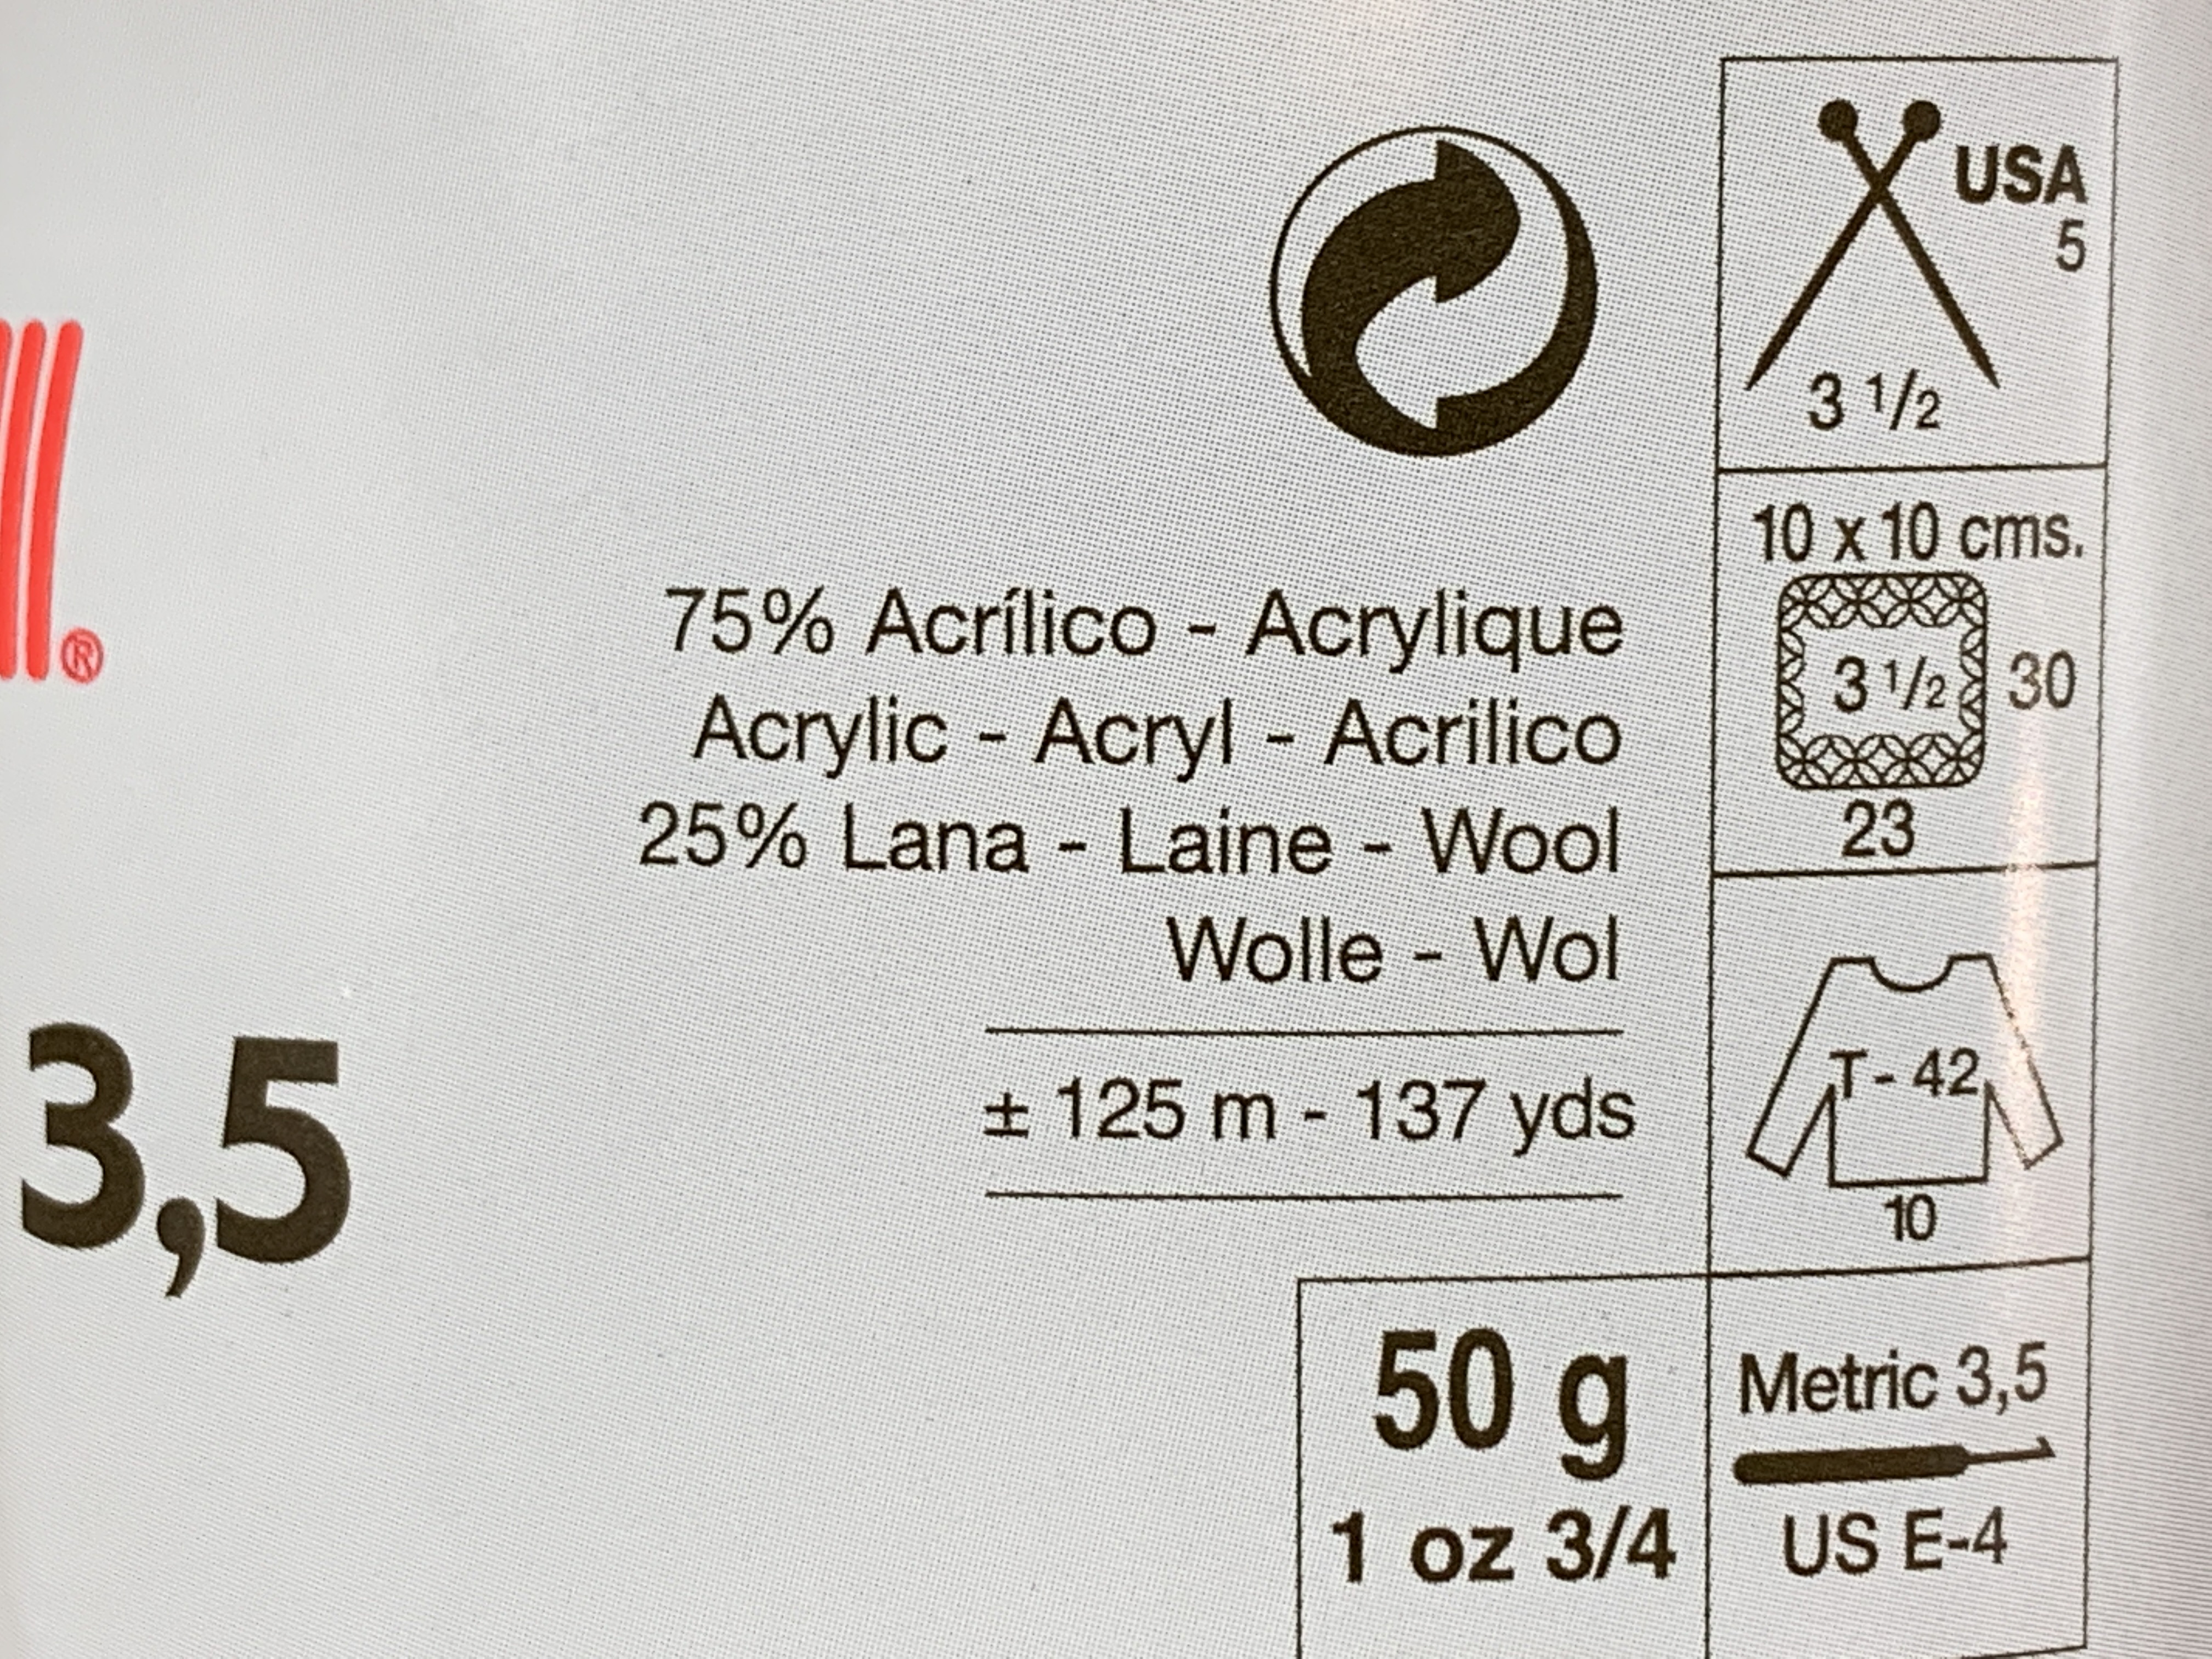 ®
3,5
75% Acrílico - Acrylique
Acrylic - Acryl - Acrilico
25% Lana - Laine - Wool
Wolle - Wol
± 125 m - 137 yds
50 g
1 oz 3/4
USA
5
3 1/2
10 x 10 cms.
3 1/2 30
23
T - 42
10
Metric 3,5
US E-4